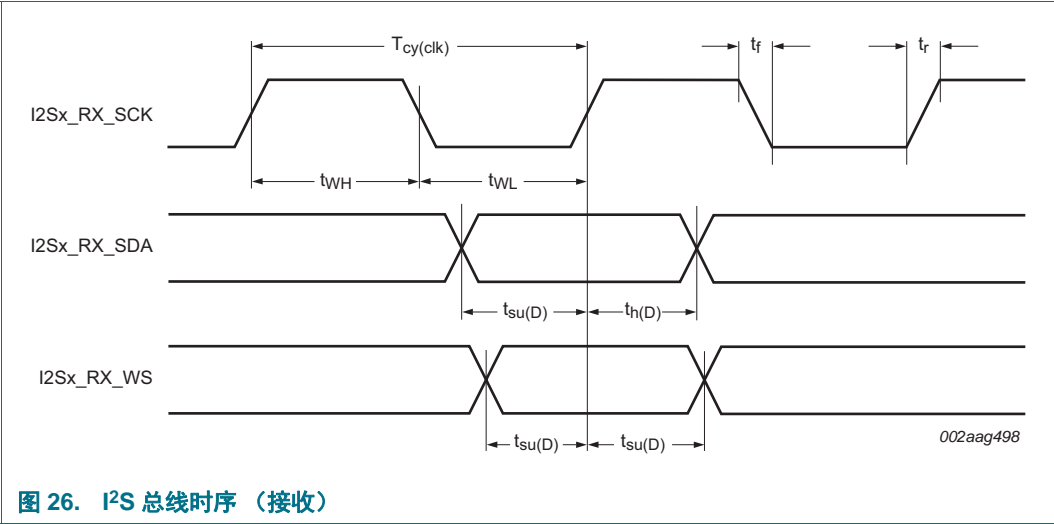 Tcy(clk)
tf
tr
I2Sx_RX_SCK
tWH
tWL
I2Sx_RX_SDA
tsu(D)
th(D)
I2Sx_RX_WS
tsu(D)
tsu(D)
002aag498
图 26. I²S 总线时序 （接收）